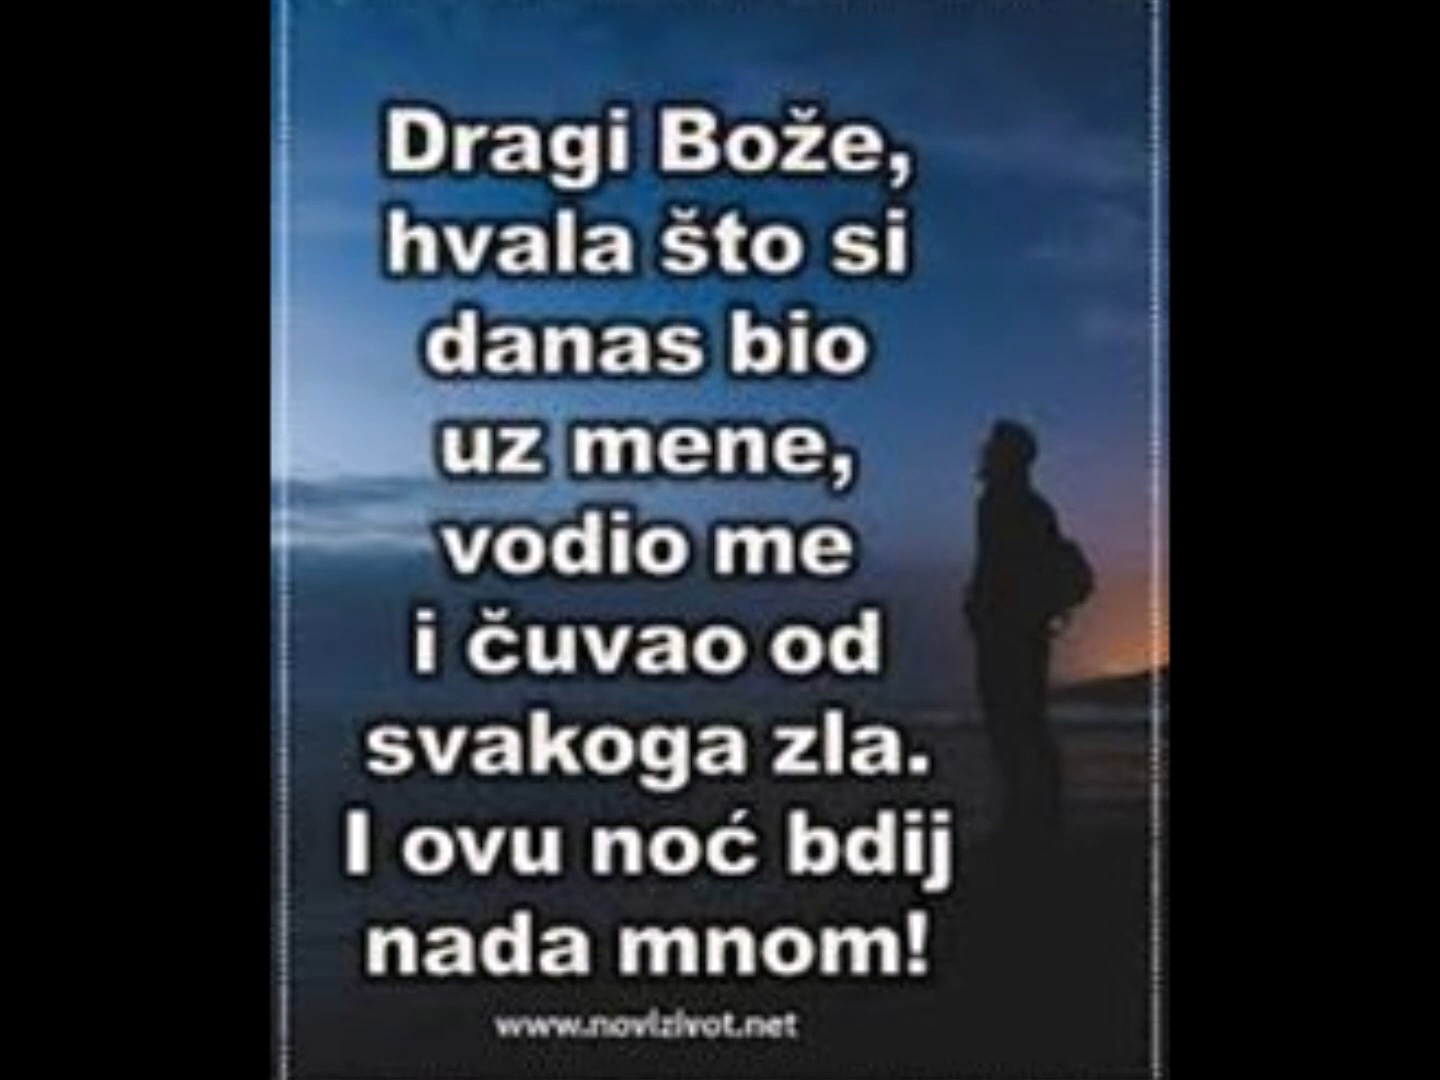 Dragi Bože,
hvala što si
danas bio
uz mene,
vodio me
i čuvao od
svakoga zla.
I ovu noć bdij
nada mnom!
www.novizivot.net